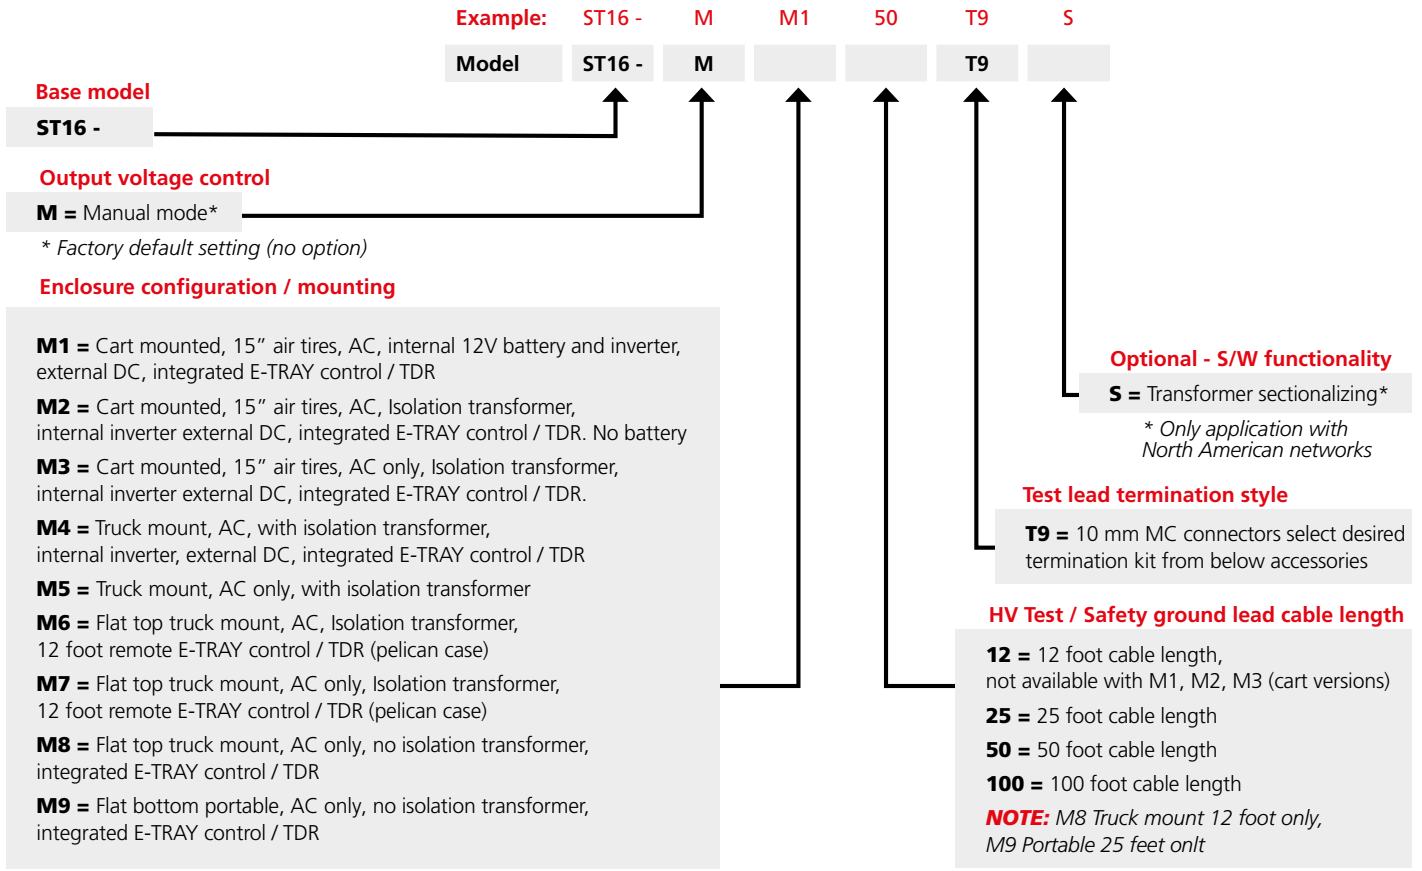 Example: ST16 - M M1 50 T9 S
Model ST16 - M T9
Base model
ST16 -
Output voltage control
M = Manual mode*
* Factory default setting (no option)
Enclosure configuration / mounting
M1 = Cart mounted, 15” air tires, AC, internal 12V battery and inverter,
external DC, integrated E-TRAY control / TDR
M2 = Cart mounted, 15” air tires, AC, Isolation transformer,
internal inverter external DC, integrated E-TRAY control / TDR. No battery
M3 = Cart mounted, 15” air tires, AC only, Isolation transformer,
internal inverter external DC, integrated E-TRAY control / TDR.
M4 = Truck mount, AC, with isolation transformer,
internal inverter, external DC, integrated E-TRAY control / TDR
M5 = Truck mount, AC only, with isolation transformer
M6 = Flat top truck mount, AC, Isolation transformer,
12 foot remote E-TRAY control / TDR (pelican case)
M7 = Flat top truck mount, AC only, Isolation transformer,
12 foot remote E-TRAY control / TDR (pelican case)
M8 = Flat top truck mount, AC only, no isolation transformer,
integrated E-TRAY control / TDR
M9 = Flat bottom portable, AC only, no isolation transformer,
integrated E-TRAY control / TDR
Optional - S/W functionality
S = Transformer sectionalizing*
* Only application with
North American networks
Test lead termination style
T9 = 10 mm MC connectors select desired
termination kit from below accessories
HV Test / Safety ground lead cable length
12 = 12 foot cable length,
not available with M1, M2, M3 (cart versions)
25 = 25 foot cable length
50 = 50 foot cable length
100 = 100 foot cable length
NOTE: M8 Truck mount 12 foot only,
M9 Portable 25 feet onlt